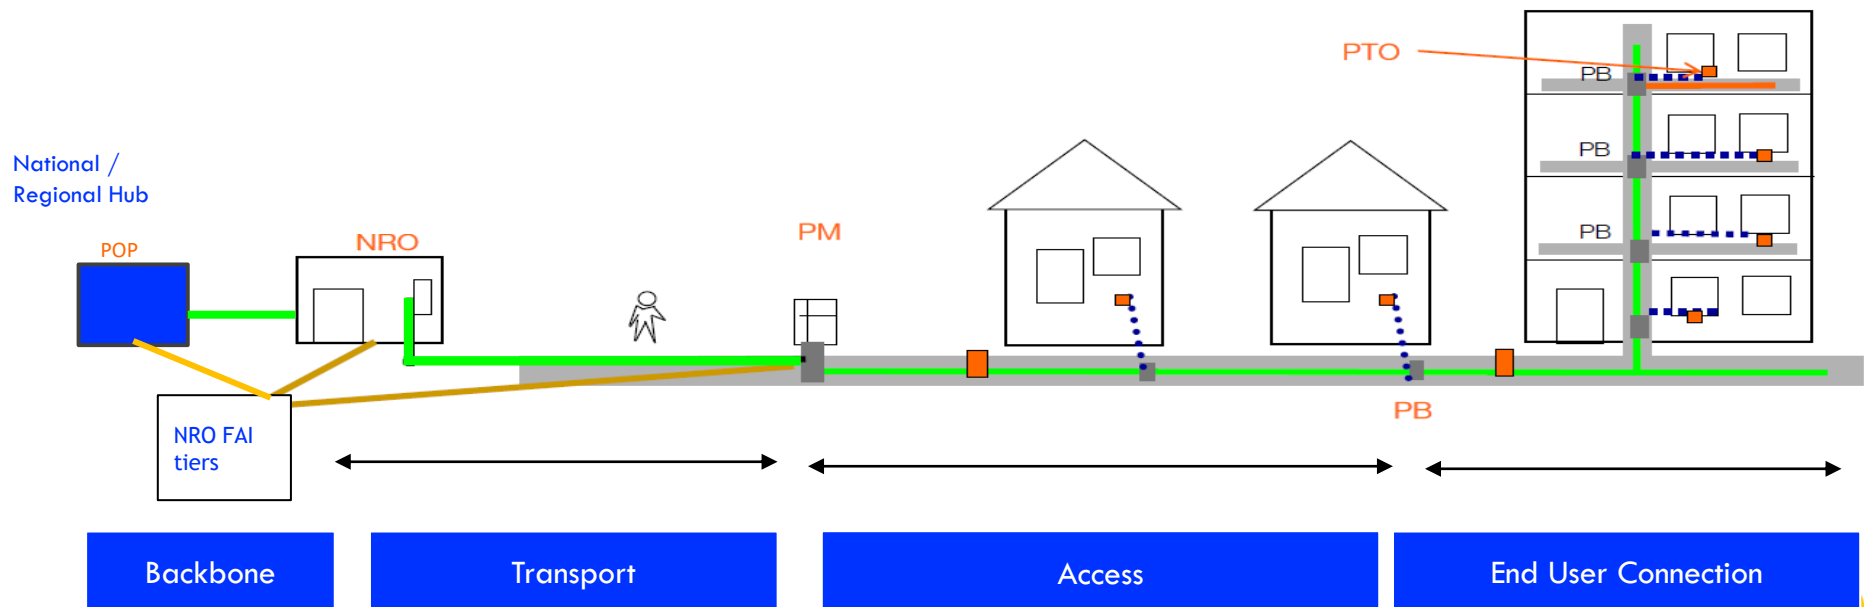 PTO
PB
PB
National /
Regional Hub
PB
PM
NRO
POP
PB
NRO FAI
tiers
Backbone
Transport
Access
End User Connection